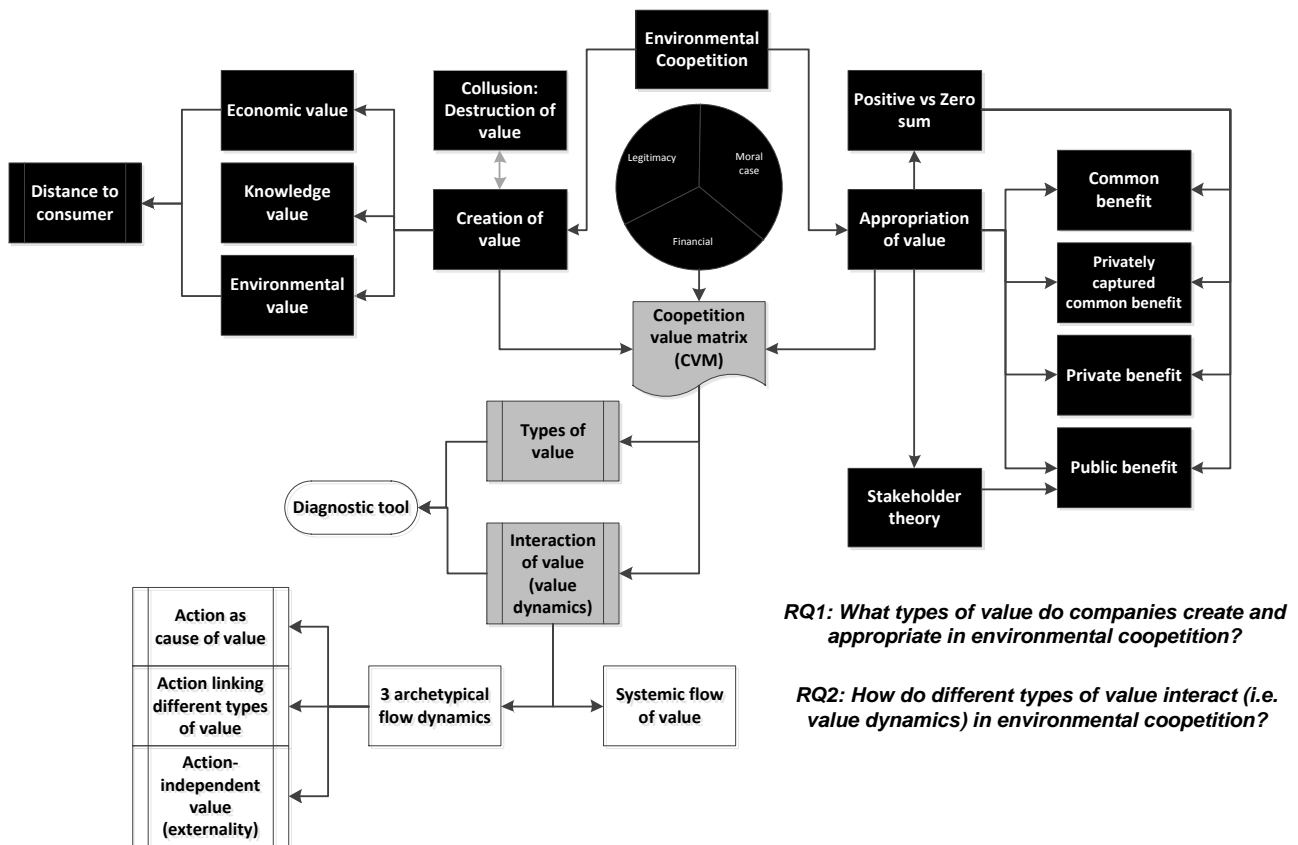 Environmental
Coopetition
Economic value
Collusion:
Destruction of
value
Positive vs Zero
sum
Legitimacy
Moral
case
Financial
Distance to
consumer
Knowledge
value
Creation of
value
Appropriation
of value
Common
benefit
Environmental
value
Privately
captured
common benefit
Coopetition
value matrix
(CVM)
Private benefit
Types of
value
Public benefit
Stakeholder
theory
Diagnostic tool
Interaction
of value
(value
dynamics)
Action as
cause of value
Action linking
different types
of value
Action-
independent
value
(externality)
3 archetypical
flow dynamics
Systemic flow
of value
RQ1: What types of value do companies create and
appropriate in environmental coopetition?
RQ2: How do different types of value interact (i.e.
value dynamics) in environmental coopetition?